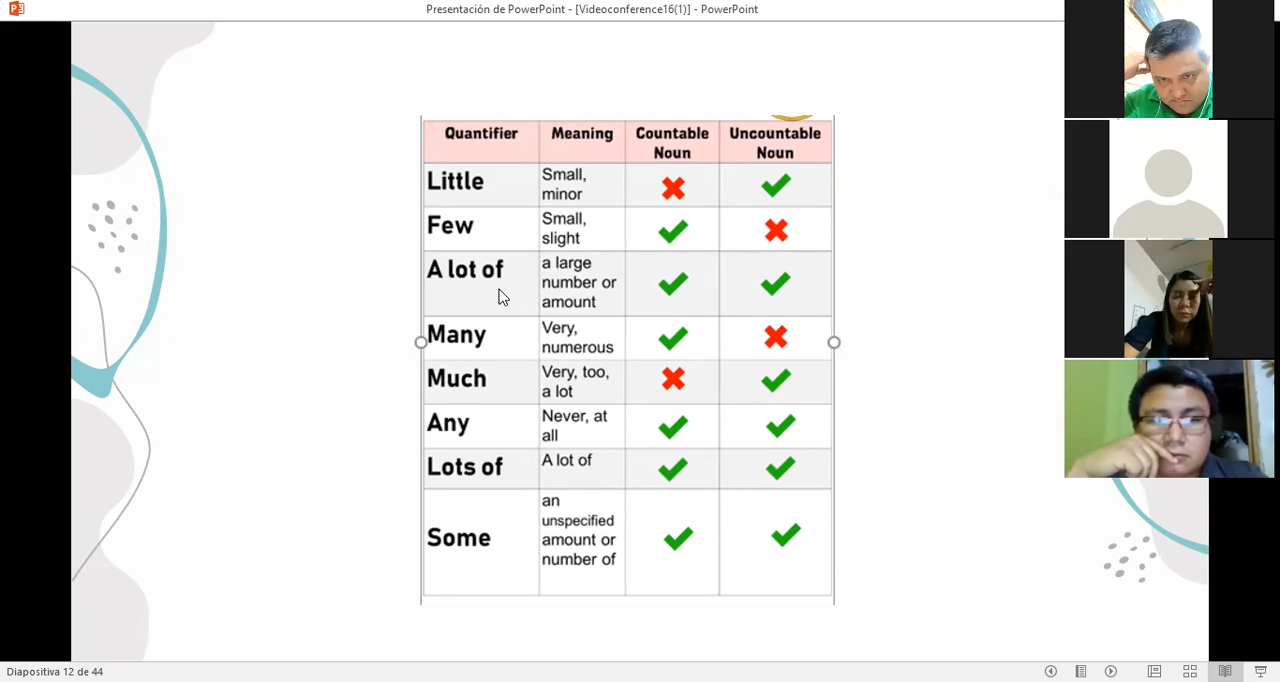 Presentación de PowerPoint - [Videoconference16(1)] - PowerPoint
Quantifier Meaning Countable Noun Uncountable Noun
Little
Small,
minor
Few
Small,
slight
A lot of
a large
number or
amount
Many
Very,
numerous
Much
Very, too,
a lot
Any
Never, at
all
Lots of
A lot of
Some
an
unspecified
amount or
number of
Diapositiva 12 de 44